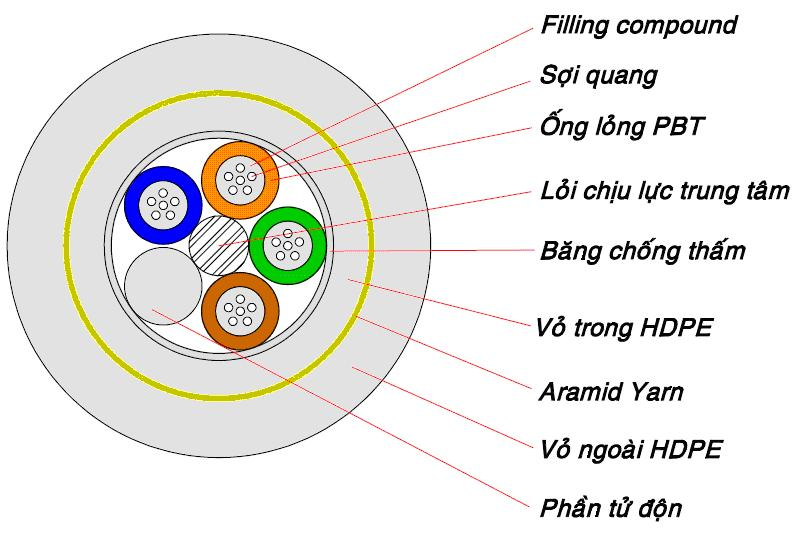 Filling compound
Sợi quang
Ống lỏng PBT
Lỏi chịu lực trung tâm
Băng chống thấm
Vỏ trong HDPE
Aramid Yarn
Vỏ ngoài HDPE
Phần tử độn